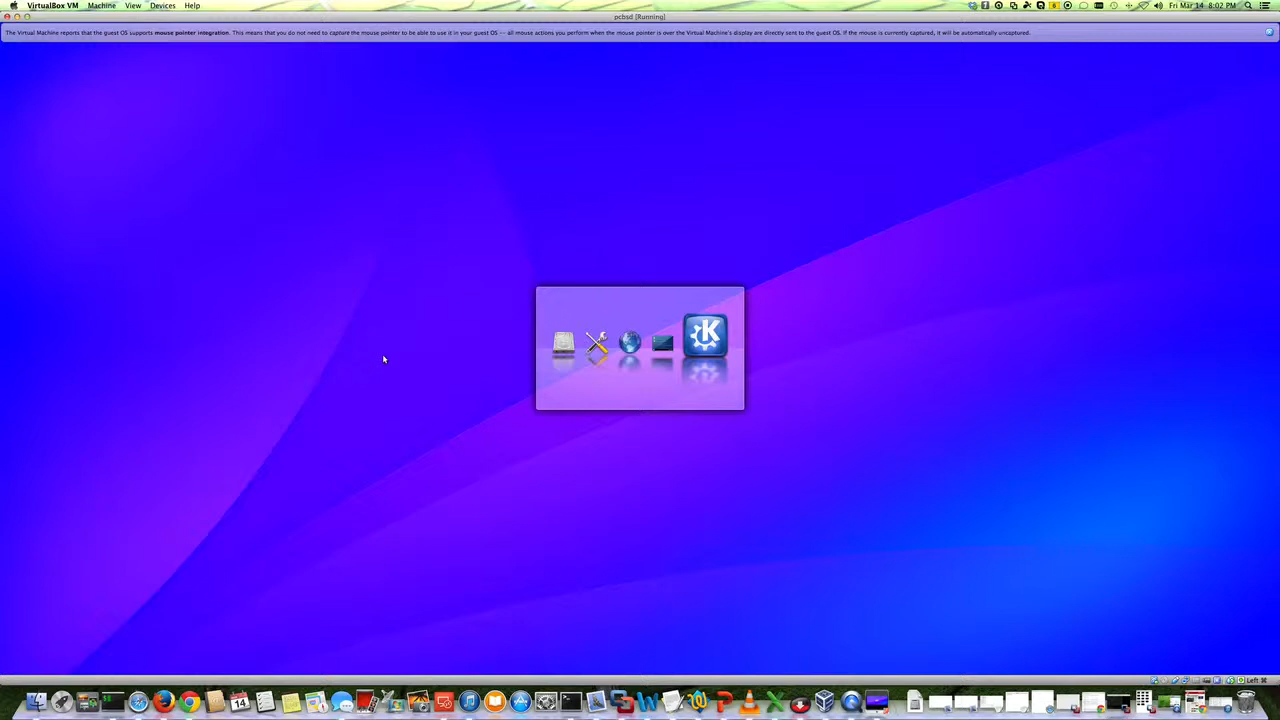 VirtualBox VM Machine View Devices Help 6 Fri Mar 14 8:02 PM
pcbsd [Running]
The Virtual Machine reports that the guest OS supports mouse pointer integration. This means that you do not need to capture the mouse pointer to be able to use it in your guest OS -- all mouse actions you perform when the mouse pointer is over the Virtual Machine's display are directly sent to the guest OS. If the mouse is currently captured, it will be automatically uncaptured.
K
Left ⌘
14